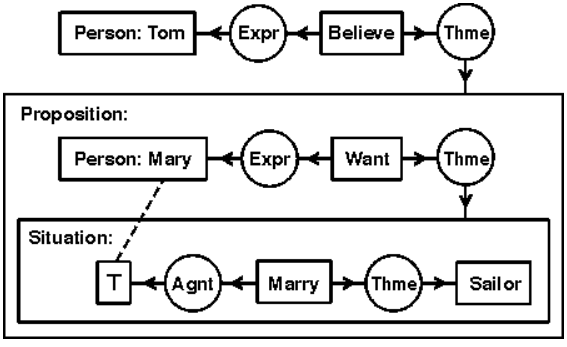 Person: Tom Expr Believe Thme
Proposition:
Person: Mary Expr Want Thme
Situation:
T Agnt Marry Thme Sailor